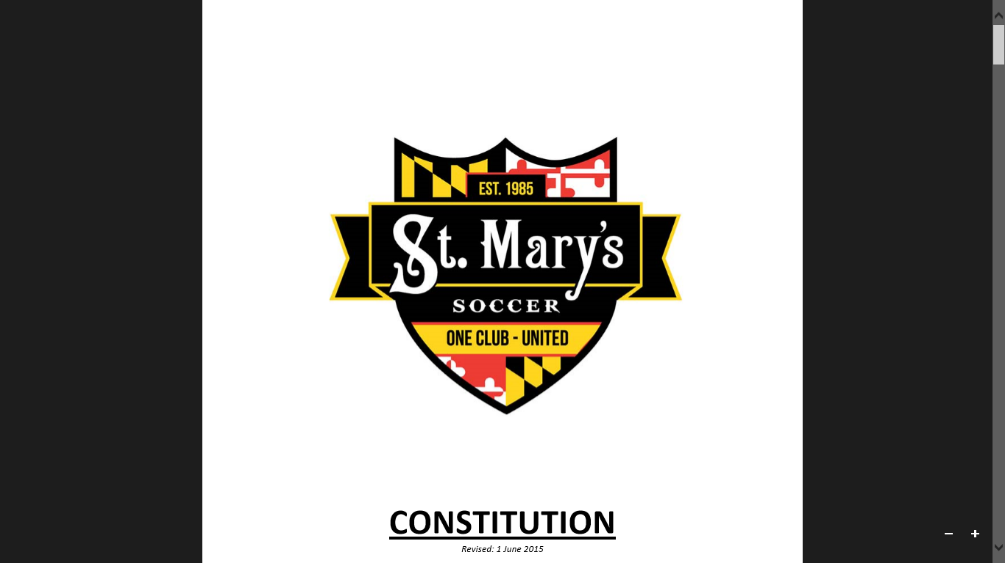 EST. 1985
St. Mary's
SOCCER
ONE CLUB - UNITED
CONSTITUTION
Revised: 1 June 2015